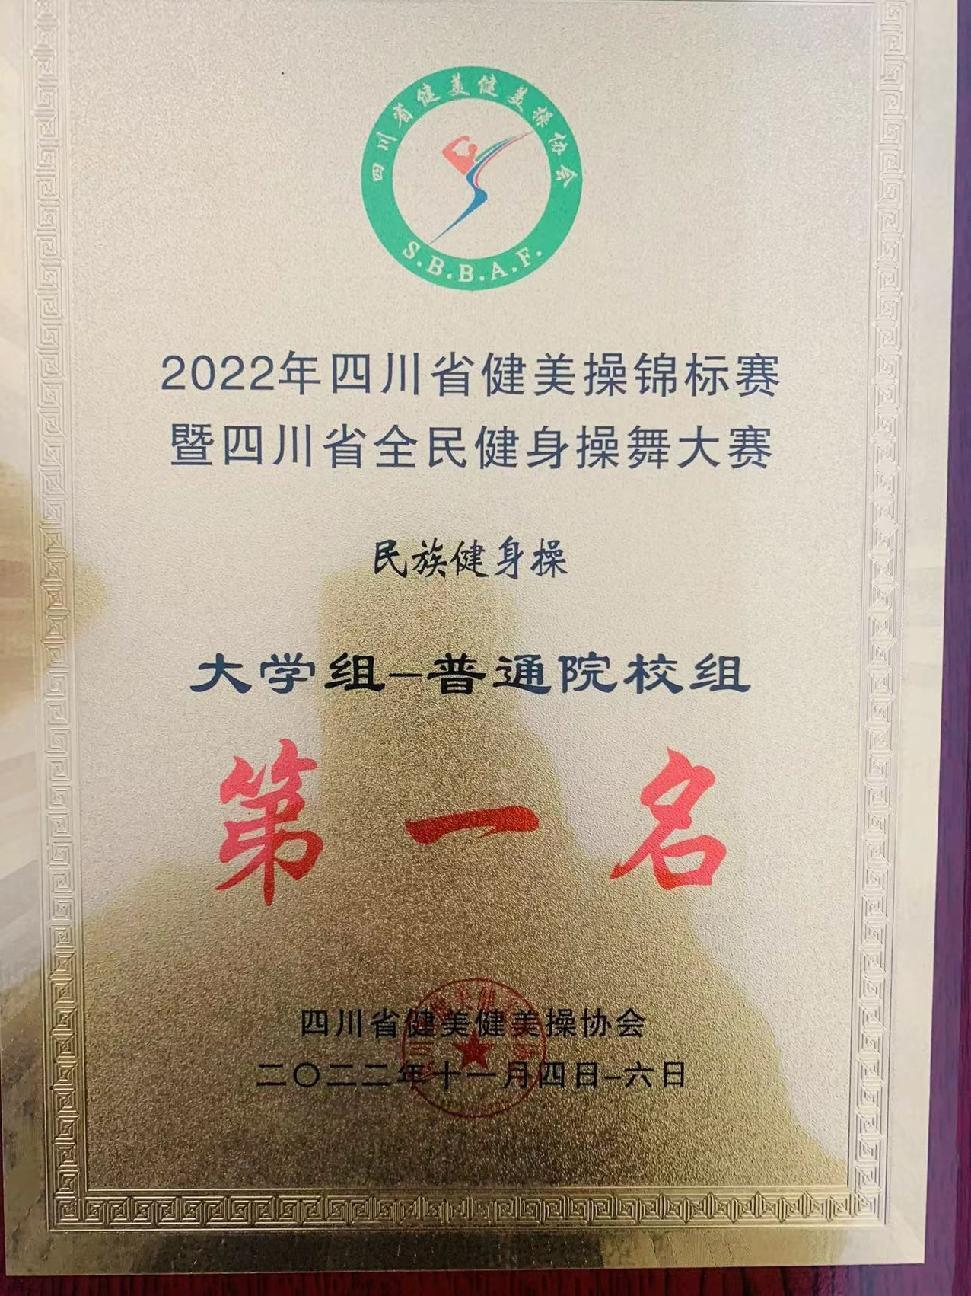 四川省健美健美操协会
S.B.B.A.F.
2022年四川省健美操锦标赛
暨四川省全民健身操舞大赛
民族健身操
大学组–普通院校组
第一名
四川省健美健美操协会
二〇二二年十一月四日–六日